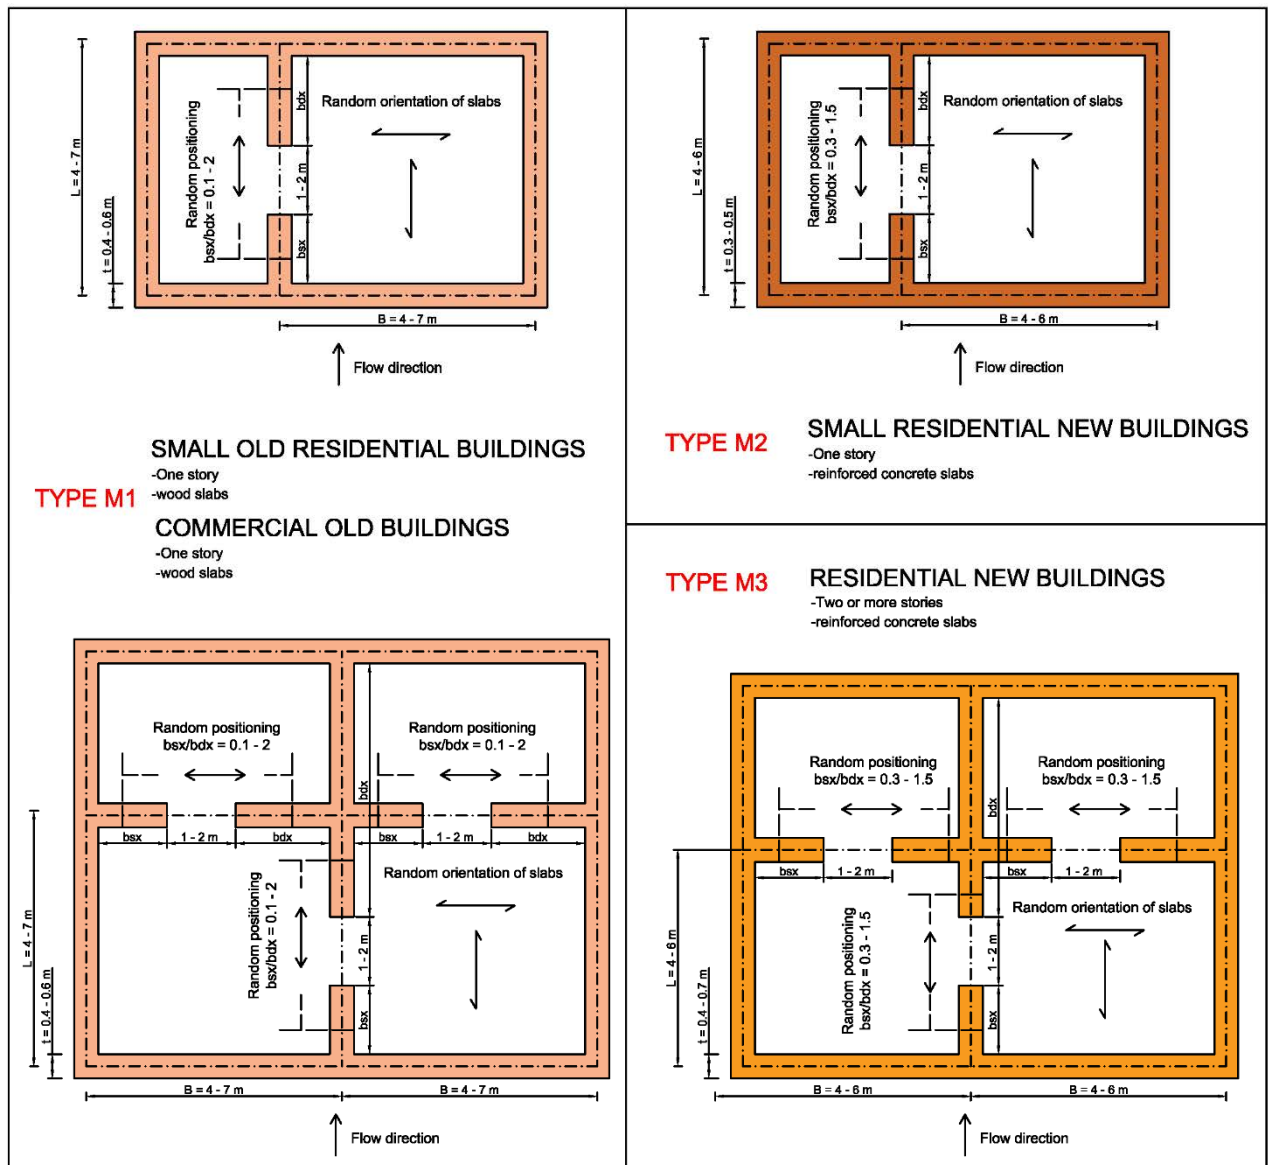 L = 4 - 7 m
t = 0.4 - 0.6 m
Random positioning
bsx/bdx = 0.1 - 2
bdx
1 - 2 m
bsx
Random orientation of slabs
B = 4 - 7 m
Flow direction
SMALL OLD RESIDENTIAL BUILDINGS
-One story
-wood slabs
TYPE M1
COMMERCIAL OLD BUILDINGS
-One story
-wood slabs
Random positioning
bsx/bdx = 0.1 - 2
Random positioning
bsx/bdx = 0.1 - 2
bdx
bsx
1 - 2 m
bdx
bsx
1 - 2 m
bdx
L = 4 - 7 m
t = 0.4 - 0.6 m
Random positioning
bsx/bdx = 0.1 - 2
1 - 2 m
bsx
Random orientation of slabs
B = 4 - 7 m
B = 4 - 7 m
Flow direction
L = 4 - 6 m
t = 0.3 - 0.5 m
Random positioning
bsx/bdx = 0.3 - 1.5
bdx
1 - 2 m
bsx
Random orientation of slabs
B = 4 - 6 m
Flow direction
TYPE M2
SMALL RESIDENTIAL NEW BUILDINGS
-One story
-reinforced concrete slabs
TYPE M3
RESIDENTIAL NEW BUILDINGS
-Two or more stories
-reinforced concrete slabs
Random positioning
bsx/bdx = 0.3 - 1.5
Random positioning
bsx/bdx = 0.3 - 1.5
bdx
bsx
1 - 2 m
bsx
1 - 2 m
L = 4 - 6 m
t = 0.4 - 0.7 m
Random positioning
bsx/bdx = 0.3 - 1.5
1 - 2 m
bsx
Random orientation of slabs
B = 4 - 6 m
B = 4 - 6 m
Flow direction